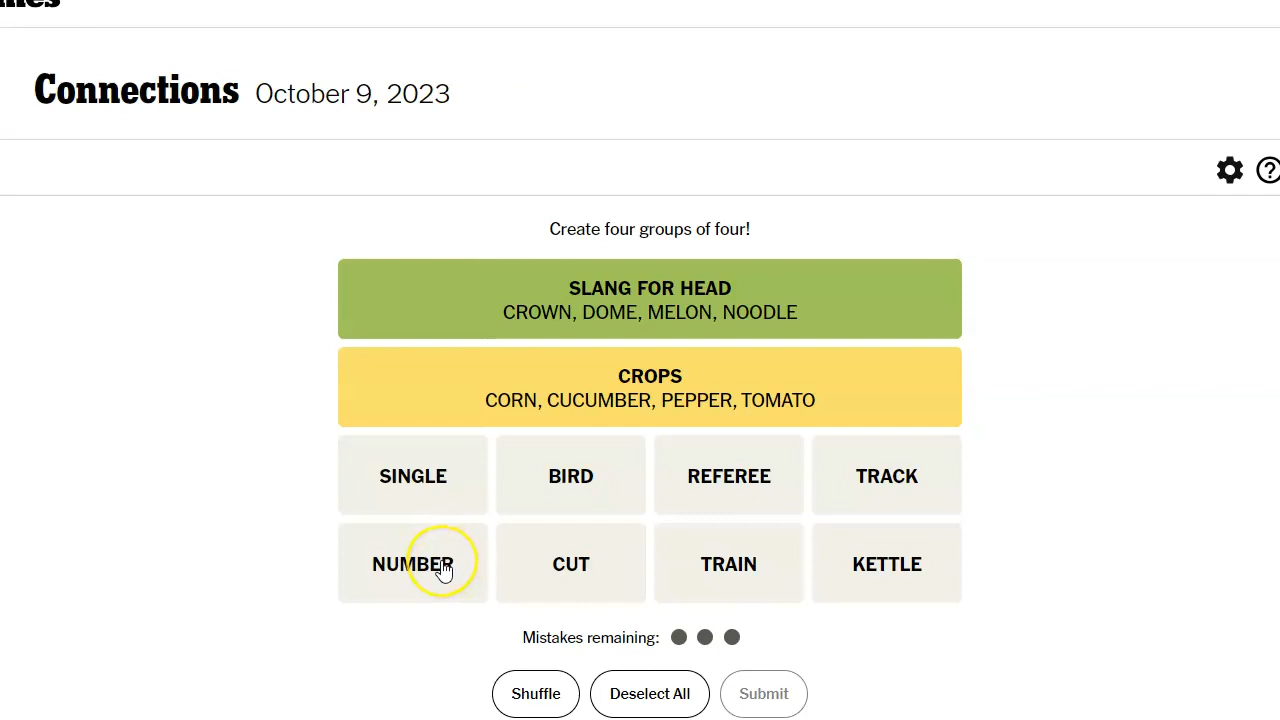 Connections October 9, 2023
Create four groups of four!
SLANG FOR HEAD
CROWN, DOME, MELON, NOODLE
CROPS
CORN, CUCUMBER, PEPPER, TOMATO
SINGLE BIRD REFEREE TRACK
NUMBER CUT TRAIN KETTLE
Mistakes remaining:
Shuffle Deselect All Submit